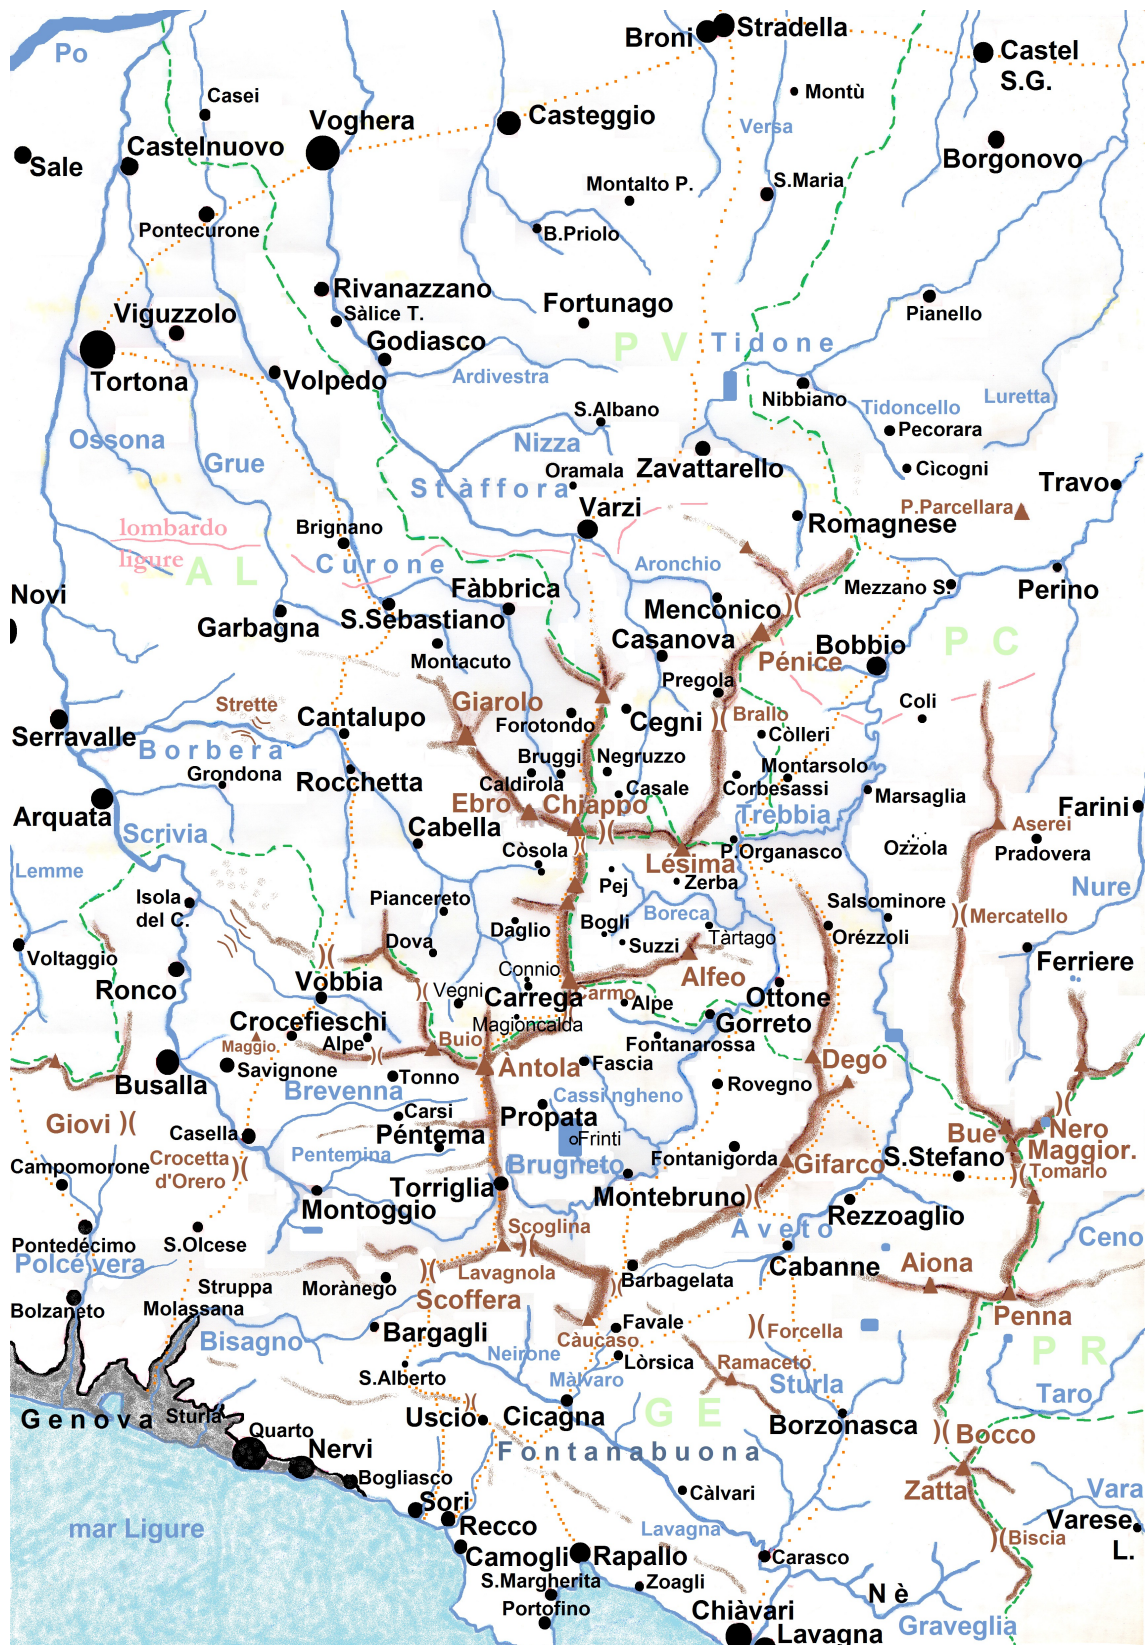 Po
Broni
Stradella
Castel
S.G.
Casei
Montù
Voghera
Casteggio
Versa
Sale
Castelnuovo
Borgonovo
Montalto P.
S.Maria
Pontecurone
B.Priolo
Rivanazzano
Sàlice T.
Fortunago
Pianello
Viguzzolo
Godiasco
P V
Tidone
Tortona
Volpedo
Ardivestra
Nibbiano
Tidoncello
Luretta
S.Albano
Pecorara
Ossona
Nizza
Grue
Oramala
Zavattarello
Cìcogni
Stàffora
Travo
Varzi
P.Parcellara
lombardo
Brignano
Romagnese
ligure
A L
Curone
Aronchio
Novi
Fàbbrica
Mezzano S.
Perino
Garbagna
S.Sebastiano
Mencònico
Casanova
Bobbio
P C
Montacuto
Pénice
Pregola
Strette
Giarolo
Coli
Cantalupo
Forotondo
Cegni
Brallo
Serravalle
Còlleri
Borbera
Bruggi
Negruzzo
Grondona
Rocchetta
Caldirola
Montarsolo
Casale
Corbesassi
Marsaglia
Ebro
Chiappo
Farini
Arquata
Trebbia
Scrivia
Cabella
Aserei
Còsola
P.Organasco
Ozzola
Pradovera
Lemme
Lésima
Pej
Zerba
Nure
Isola
del C.
Piancereto
Salsominore
Boreca
Mercatello
Daglio
Bogli
Dova
Suzzi
Tàrtago
Orézzoli
Voltaggio
Ferriere
Connio
Alfeo
Ronco
Vobbia
Vegni
Carrega
Carmo
Alpe
Ottone
Crocefieschi
Magioncalda
Goreto
Maggio
Alpe
Buio
Fontanarossa
Busalla
Savignone
Àntola
Fascia
Dego
Tonno
Rovegno
Brevenna
Cassingheno
Giovi
Carsi
Propata
Casella
Péntema
Frinti
Bue
Nero
Pentemina
Fontanigorda
Maggior.
Campomorone
Crocetta
d'Orero
Brugneto
Gifarco
S.Stefano
Tomarlo
Torriglia
Montebruno
Montoggio
Rezzoaglio
Pontedécimo
S.Olcese
Scoglina
Aveto
Ceno
Polcévera
Struppa
Morànego
Lavagnola
Barbagelata
Cabanne
Aiona
Bolzaneto
Molassana
Scoffera
Penna
Bisagno
Bargagli
Càucaso
Favale
Forcella
Neirone
Lòrsica
Ramaceto
P R
S.Alberto
Màlvaro
Sturla
Taro
Genova
Sturla
Uscio
Cicagna
G E
Borzonasca
Quarto
Nervi
Fontanabuona
Bocco
Bogliasco
Càlvari
Zatta
Vara
Sori
mar Ligure
Recco
Lavagna
Varese
L.
Biscia
Camogli
Rapallo
Carasco
S.Margherita
Zoagli
N è
Portofino
Chiàvari
Graveglia
Lavagna